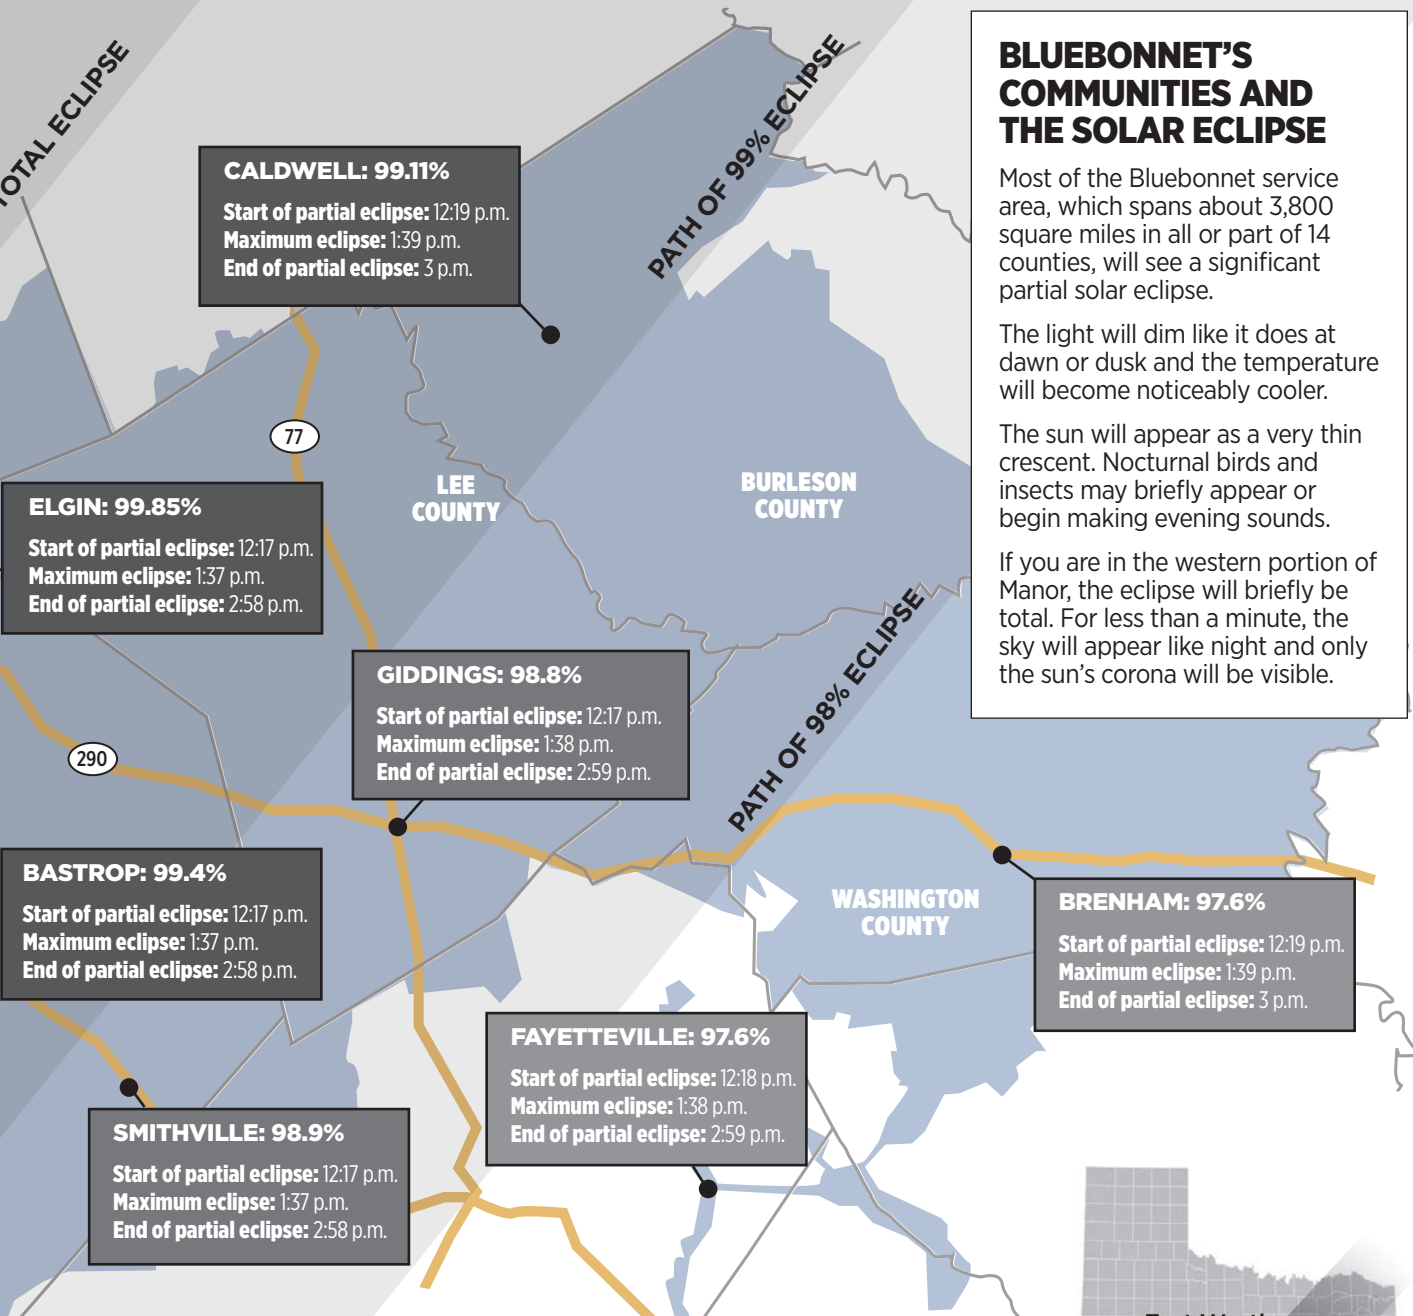 TOTAL ECLIPSE
PATH OF 99% ECLIPSE
BLUEBONNET'S
COMMUNITIES AND
THE SOLAR ECLIPSE
Most of the Bluebonnet service
area, which spans about 3,800
square miles in all or part of 14
counties, will see a significant
partial solar eclipse.
The light will dim like it does at
dawn or dusk and the temperature
will become noticeably cooler.
The sun will appear as a very thin
crescent. Nocturnal birds and
insects may briefly appear or
begin making evening sounds.
If you are in the western portion of
Manor, the eclipse will briefly be
total. For less than a minute, the
sky will appear like night and only
the sun's corona will be visible.
CALDWELL: 99.11%
Start of partial eclipse: 12:19 p.m.
Maximum eclipse: 1:39 p.m.
End of partial eclipse: 3 p.m.
77
LEE
COUNTY
BURLESON
COUNTY
ELGIN: 99.85%
Start of partial eclipse: 12:17 p.m.
Maximum eclipse: 1:37 p.m.
End of partial eclipse: 2:58 p.m.
PATH OF 98% ECLIPSE
GIDDINGS: 98.8%
Start of partial eclipse: 12:17 p.m.
Maximum eclipse: 1:38 p.m.
End of partial eclipse: 2:59 p.m.
290
BASTROP: 99.4%
Start of partial eclipse: 12:17 p.m.
Maximum eclipse: 1:37 p.m.
End of partial eclipse: 2:58 p.m.
WASHINGTON
COUNTY
BRENHAM: 97.6%
Start of partial eclipse: 12:19 p.m.
Maximum eclipse: 1:39 p.m.
End of partial eclipse: 3 p.m.
FAYETTEVILLE: 97.6%
Start of partial eclipse: 12:18 p.m.
Maximum eclipse: 1:38 p.m.
End of partial eclipse: 2:59 p.m.
SMITHVILLE: 98.9%
Start of partial eclipse: 12:17 p.m.
Maximum eclipse: 1:37 p.m.
End of partial eclipse: 2:58 p.m.